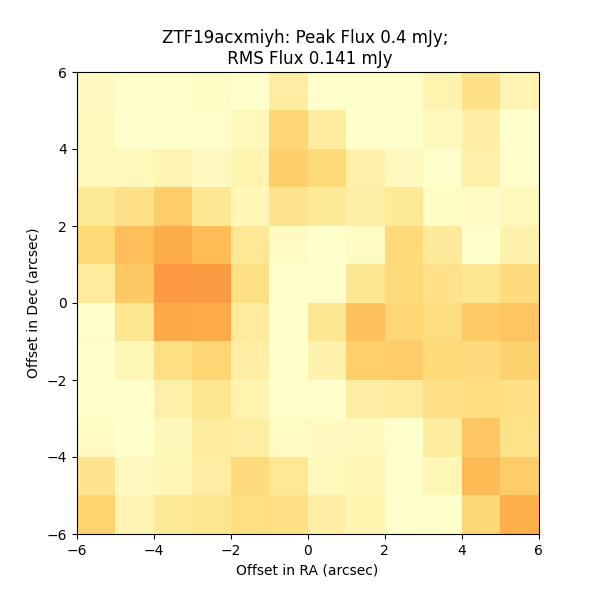 ZTF19acxmiyh: Peak Flux 0.4 mJy;
RMS Flux 0.141 mJy
6
4
2
0
−2
−4
−6
Offset in Dec (arcsec)
−6 −4 −2 0 2 4 6
Offset in RA (arcsec)